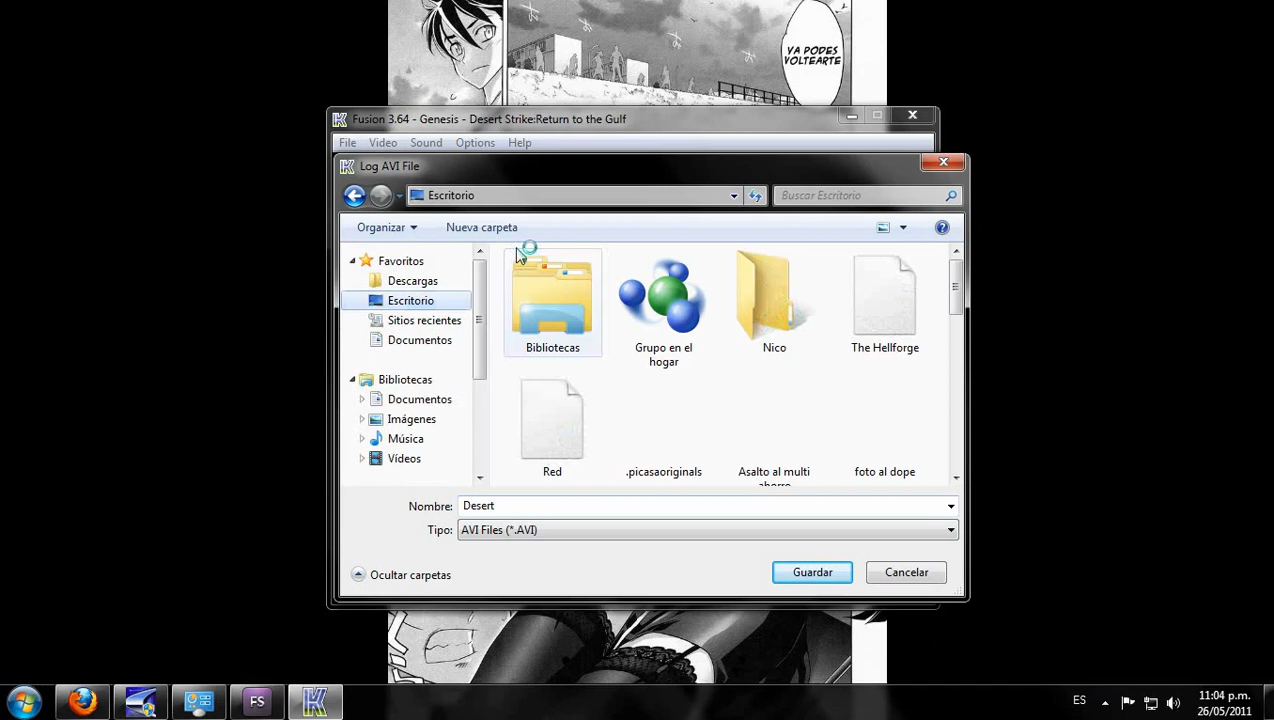 YA PODES
VOLTEARTE
Fusion 3.64 - Genesis - Desert Strike:Return to the Gulf
File Video Sound Options Help
Log AVI File
Escritorio
Buscar Escritorio
Organizar
Nueva carpeta
Favoritos
Descargas
Escritorio
Sitios recientes
Documentos
Bibliotecas
Documentos
Imágenes
Música
Vídeos
Bibliotecas
Grupo en el
hogar
Nico
The Hellforge
Red
.picasaoriginals
Asalto al multi
ahorro
foto al dope
Nombre: Desert
Tipo: AVI Files (*.AVI)
Ocultar carpetas
Guardar
Cancelar
FS
ES
11:04 p.m.
26/05/2011